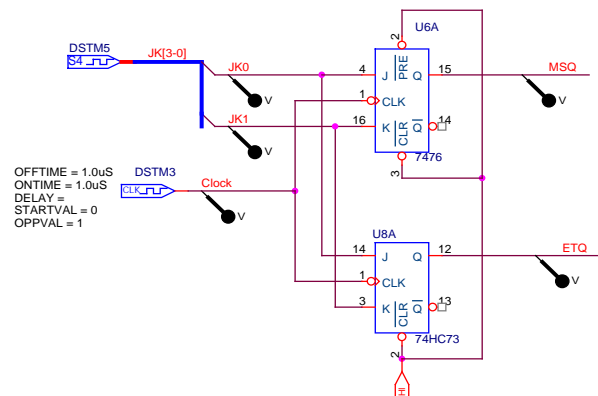 DSTM5
S4
JK[3-0]
JK0
V
JK1
V
OFFTIME = 1.0uS
ONTIME = 1.0uS
DELAY =
STARTVAL = 0
OPPVAL = 1
DSTM3
CLK
Clock
V
U6A
2
PRE
4
J
Q
15
MSQ
V
1
CLK
16
K
CLR
Q
14
7476
3
U8A
14
J
Q
12
ETQ
V
1
CLK
3
K
CLR
Q
13
74HC73
2
HI